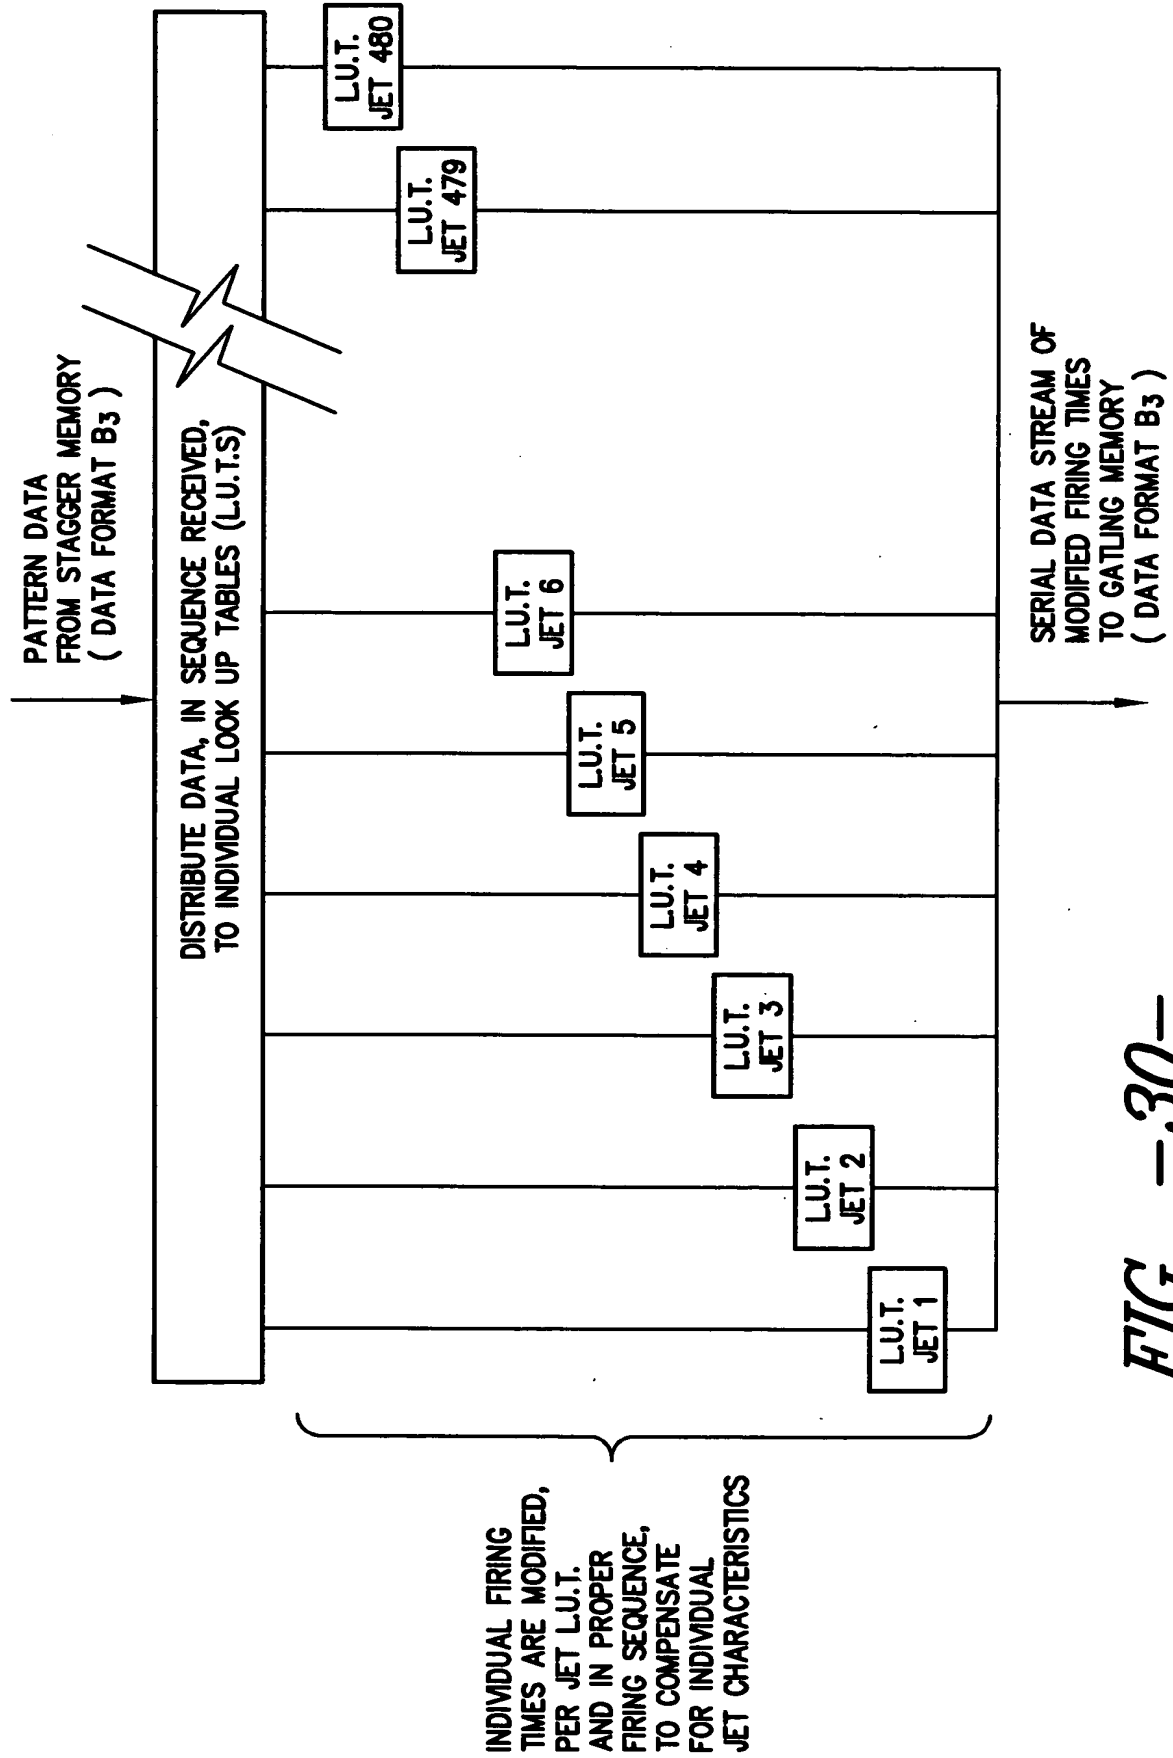 PATTERN DATA
FROM STAGGER MEMORY
( DATA FORMAT B3 )
DISTRIBUTE DATA, IN SEQUENCE RECEIVED,
TO INDIVIDUAL LOOK UP TABLES (L.U.T.S)
INDIVIDUAL FIRING
TIMES ARE MODIFIED,
PER JET L.U.T.
AND IN PROPER
FIRING SEQUENCE,
TO COMPENSATE
FOR INDIVIDUAL
JET CHARACTERISTICS
L.U.T.
JET 1
L.U.T.
JET 2
L.U.T.
JET 3
L.U.T.
JET 4
L.U.T.
JET 5
L.U.T.
JET 6
L.U.T.
JET 479
L.U.T.
JET 480
SERIAL DATA STREAM OF
MODIFIED FIRING TIMES
TO GATLING MEMORY
( DATA FORMAT B3 )
FIG. -30-